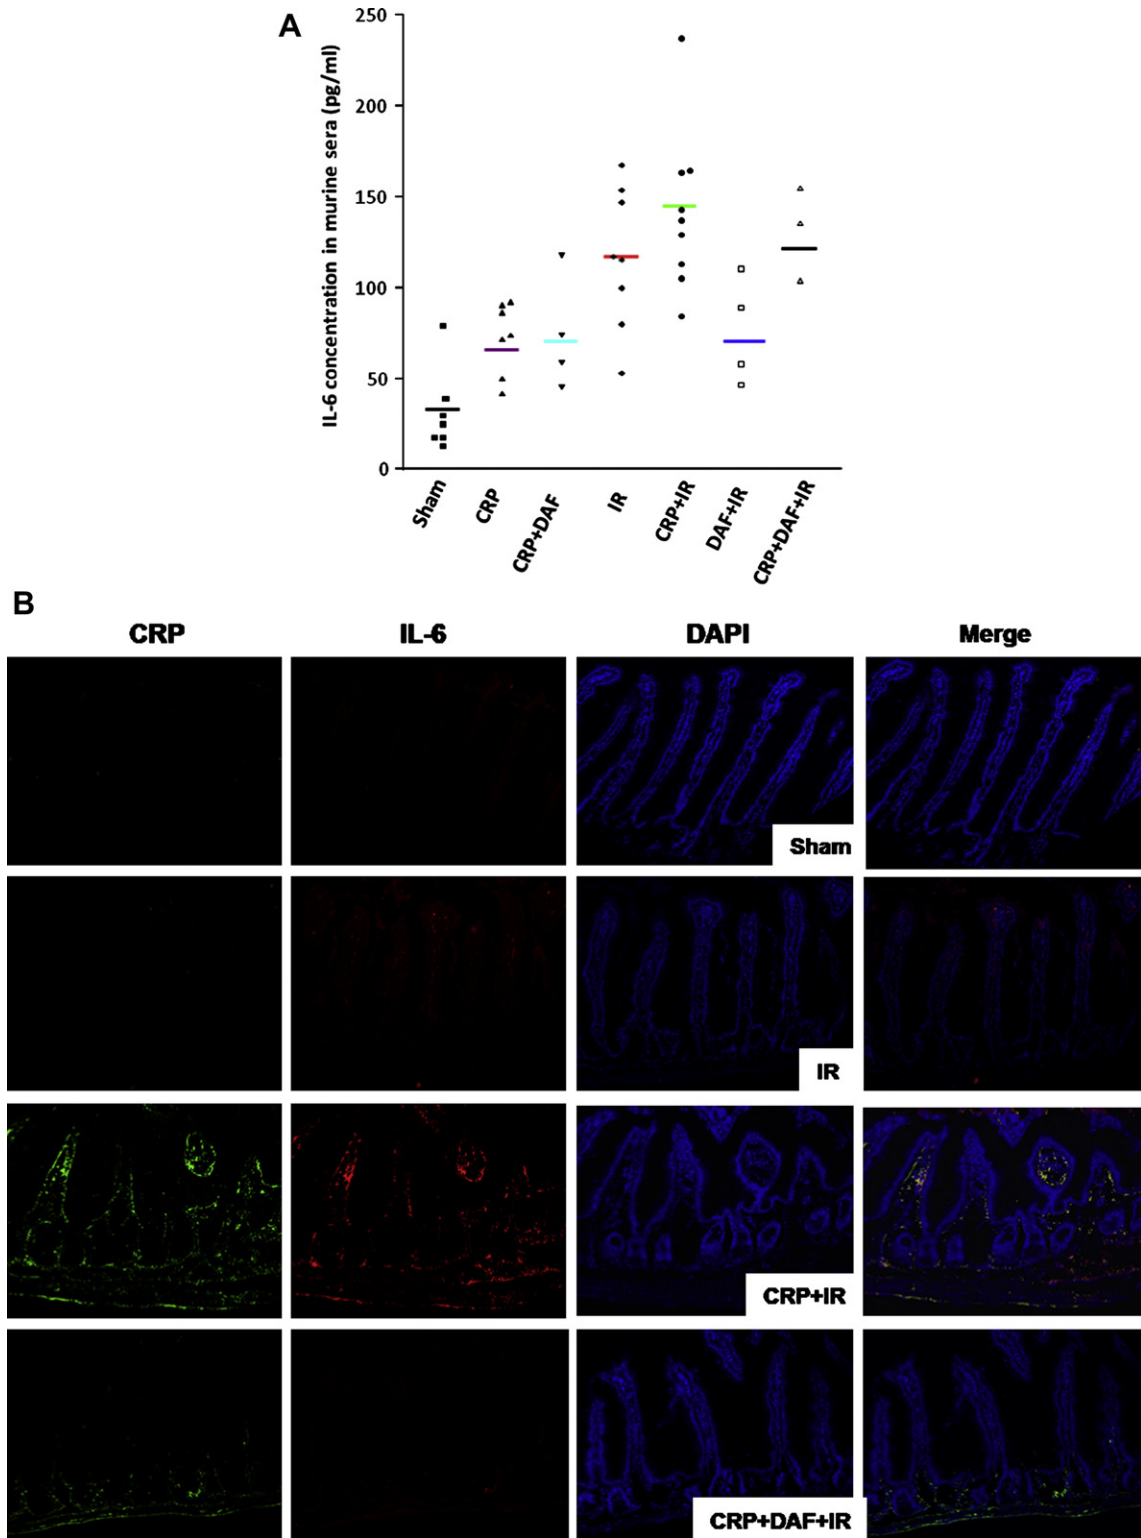 A
IL-6 concentration in murine sera (pg/ml)
250
200
150
100
50
0
Sham
CRP
CRP+DAF
IR
CRP+IR
DAF+IR
CRP+DAF+IR
B
CRP IL-6 DAPI Merge
Sham
IR
CRP+IR
CRP+DAF+IR